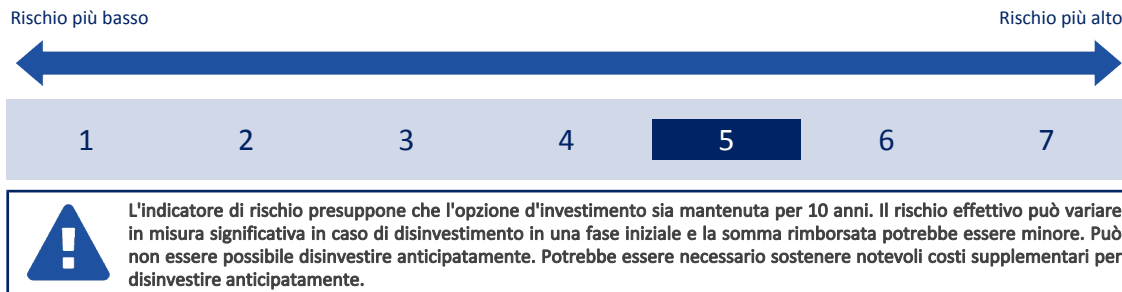 Rischio più basso Rischio più alto
1 2 3 4 5 6 7
L'indicatore di rischio presuppone che l'opzione d'investimento sia mantenuta per 10 anni. Il rischio effettivo può variare
in misura significativa in caso di disinvestimento in una fase iniziale e la somma rimborsata potrebbe essere minore. Può
non essere possibile disinvestire anticipatamente. Potrebbe essere necessario sostenere notevoli costi supplementari per
disinvestire anticipatamente.